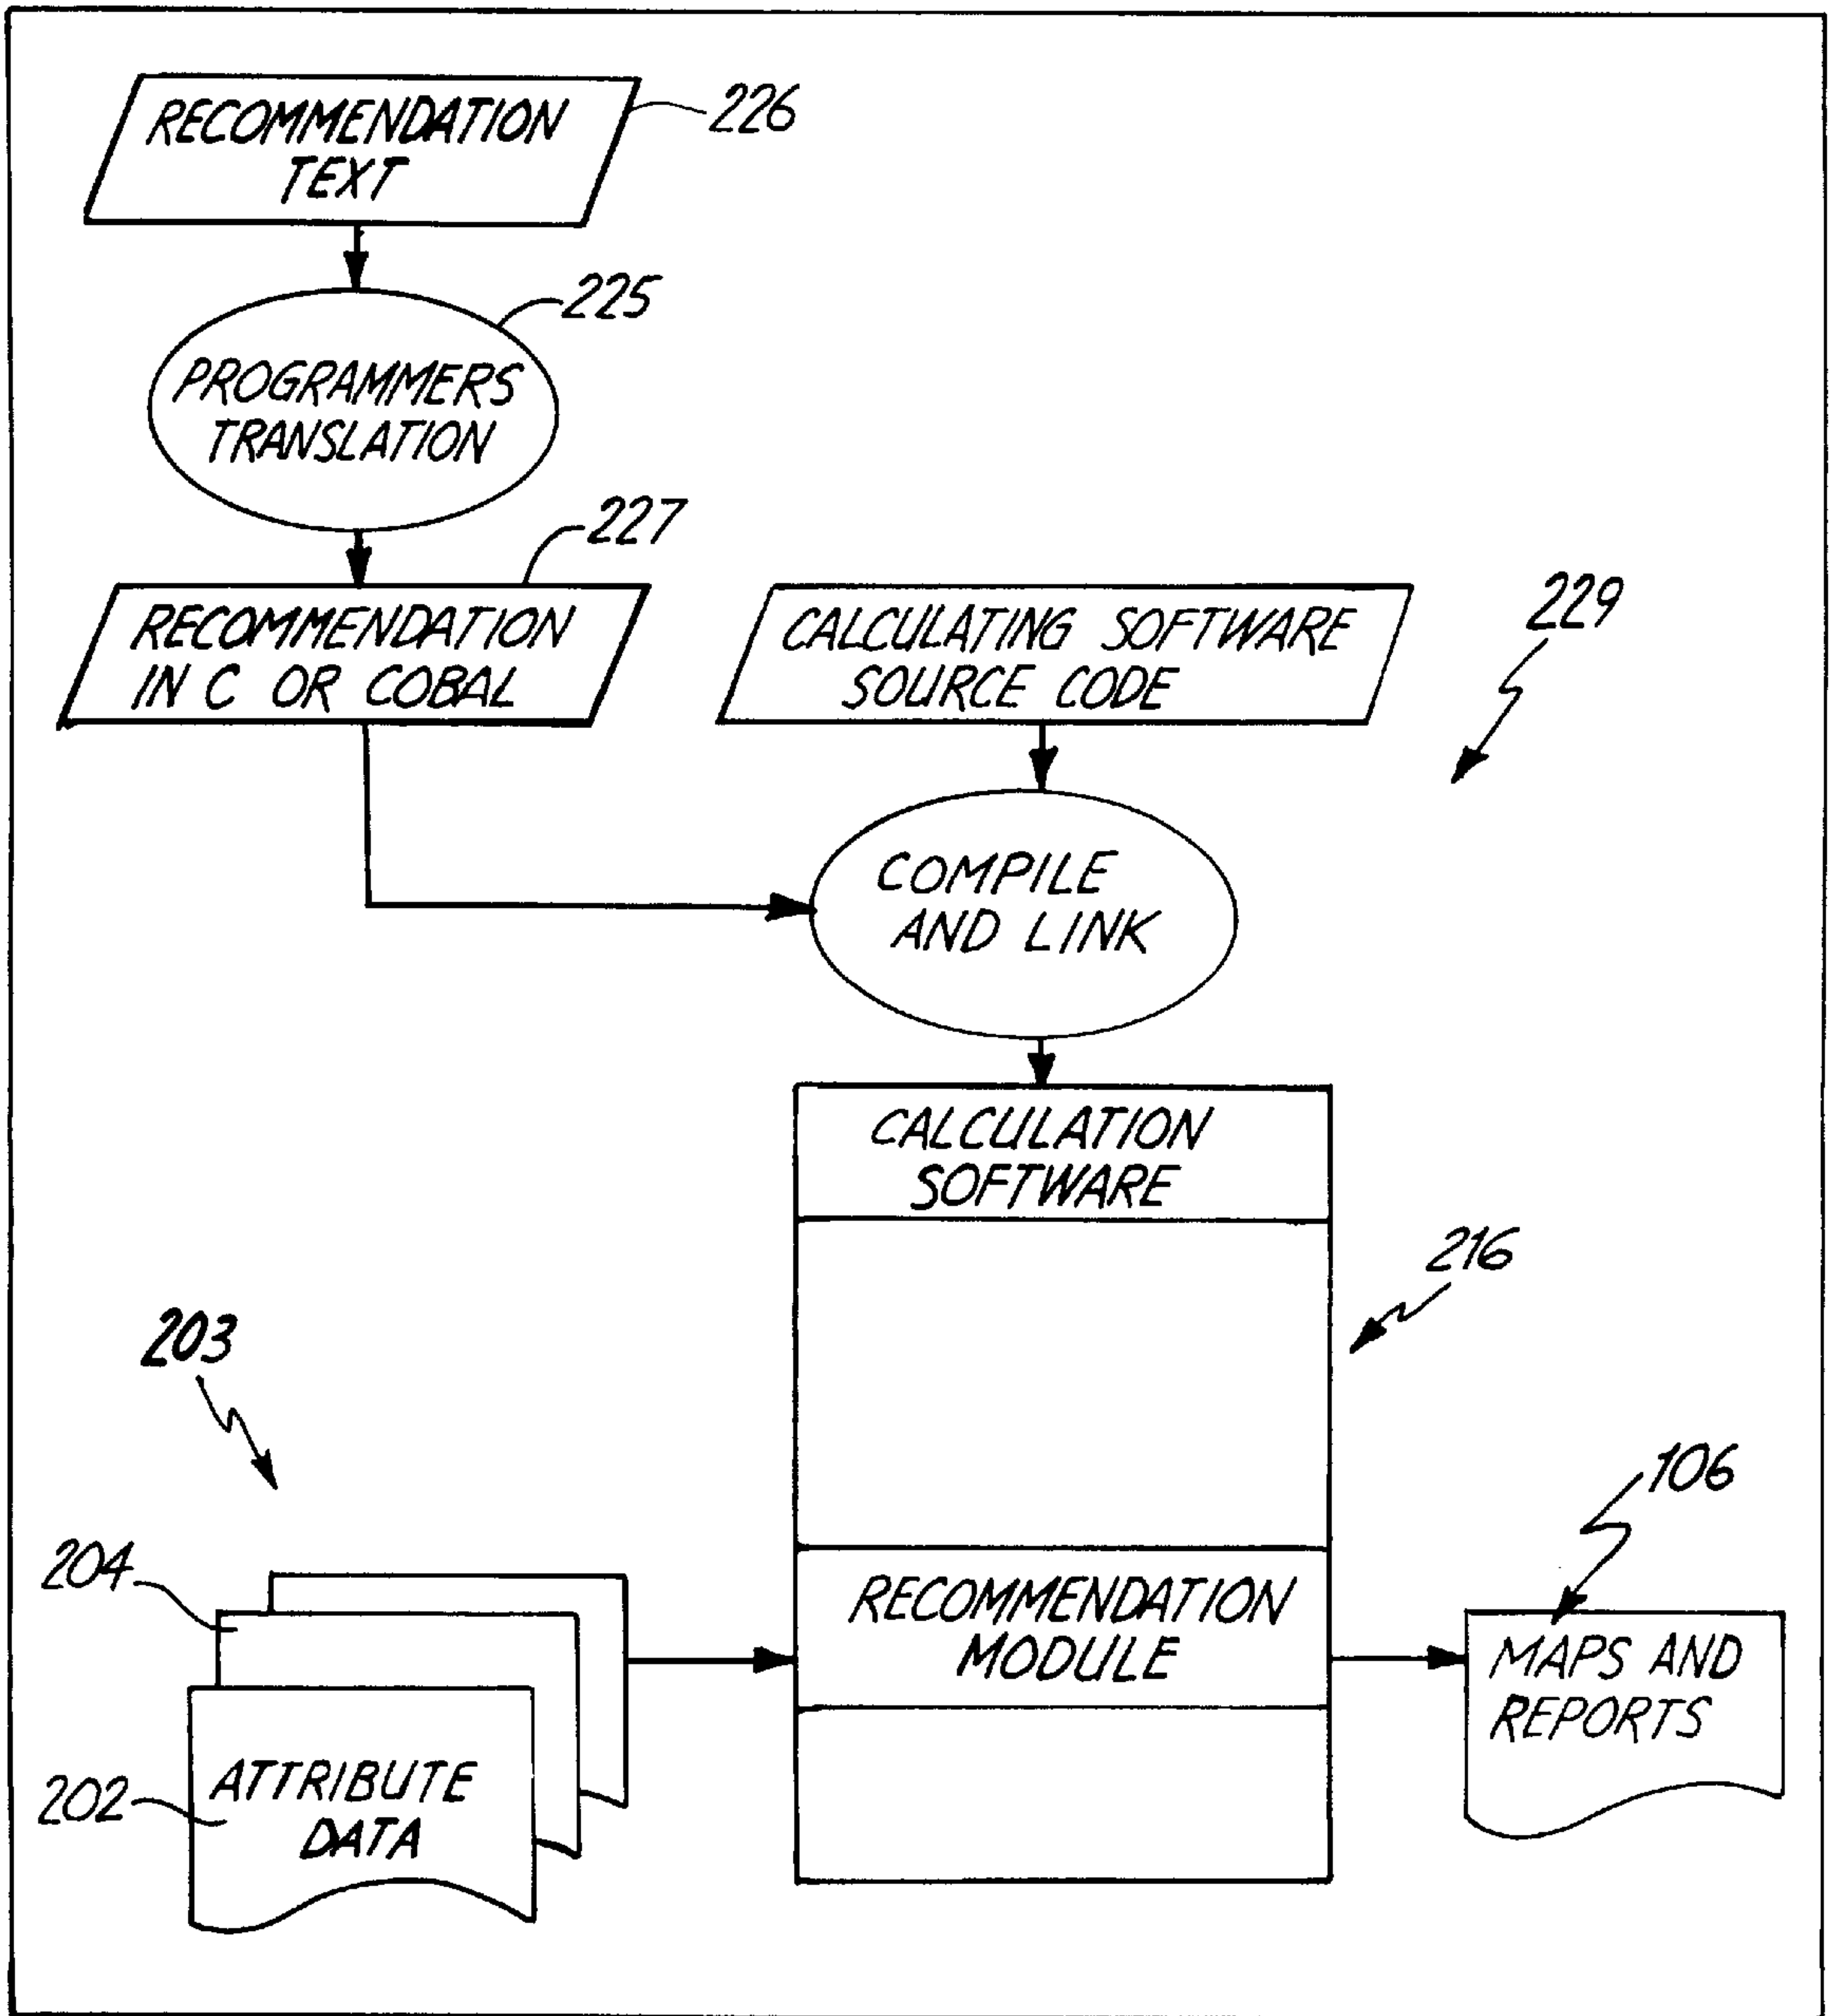 RECOMMENDATION
TEXT
226
225
PROGRAMMERS
TRANSLATION
227
RECOMMENDATION
IN C OR COBAL
CALCULATING SOFTWARE
SOURCE CODE
229
COMPILE
AND LINK
CALCULATION
SOFTWARE
216
203
106
204
RECOMMENDATION
MODULE
MAPS AND
REPORTS
202
ATTRIBUTE
DATA